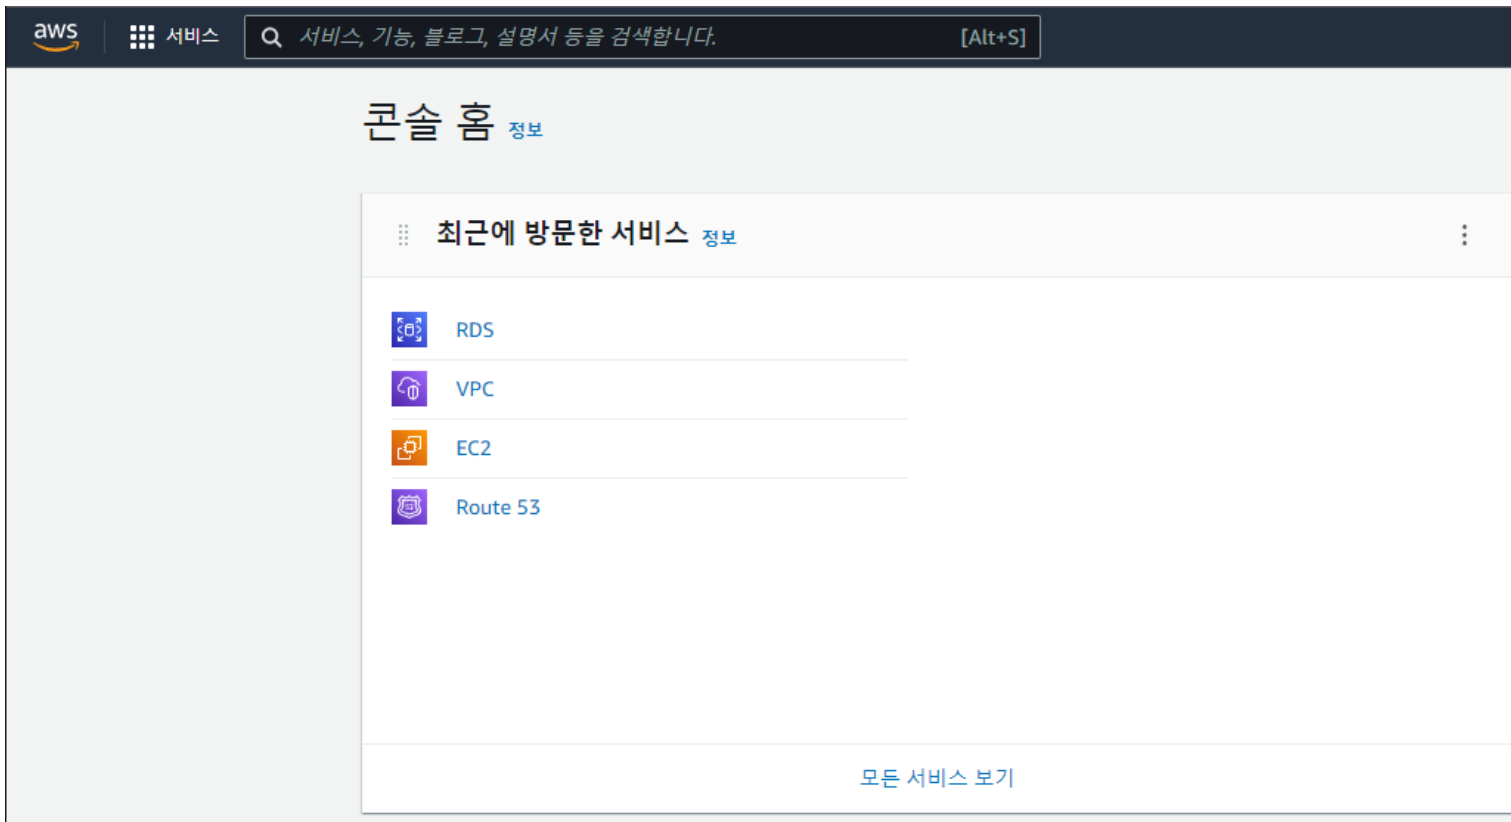 aws 서비스 서비스, 기능, 블로그, 설명서 등을 검색합니다. [Alt+S]
콘솔 홈 정보
최근에 방문한 서비스 정보
RDS
VPC
EC2
Route 53
모든 서비스 보기